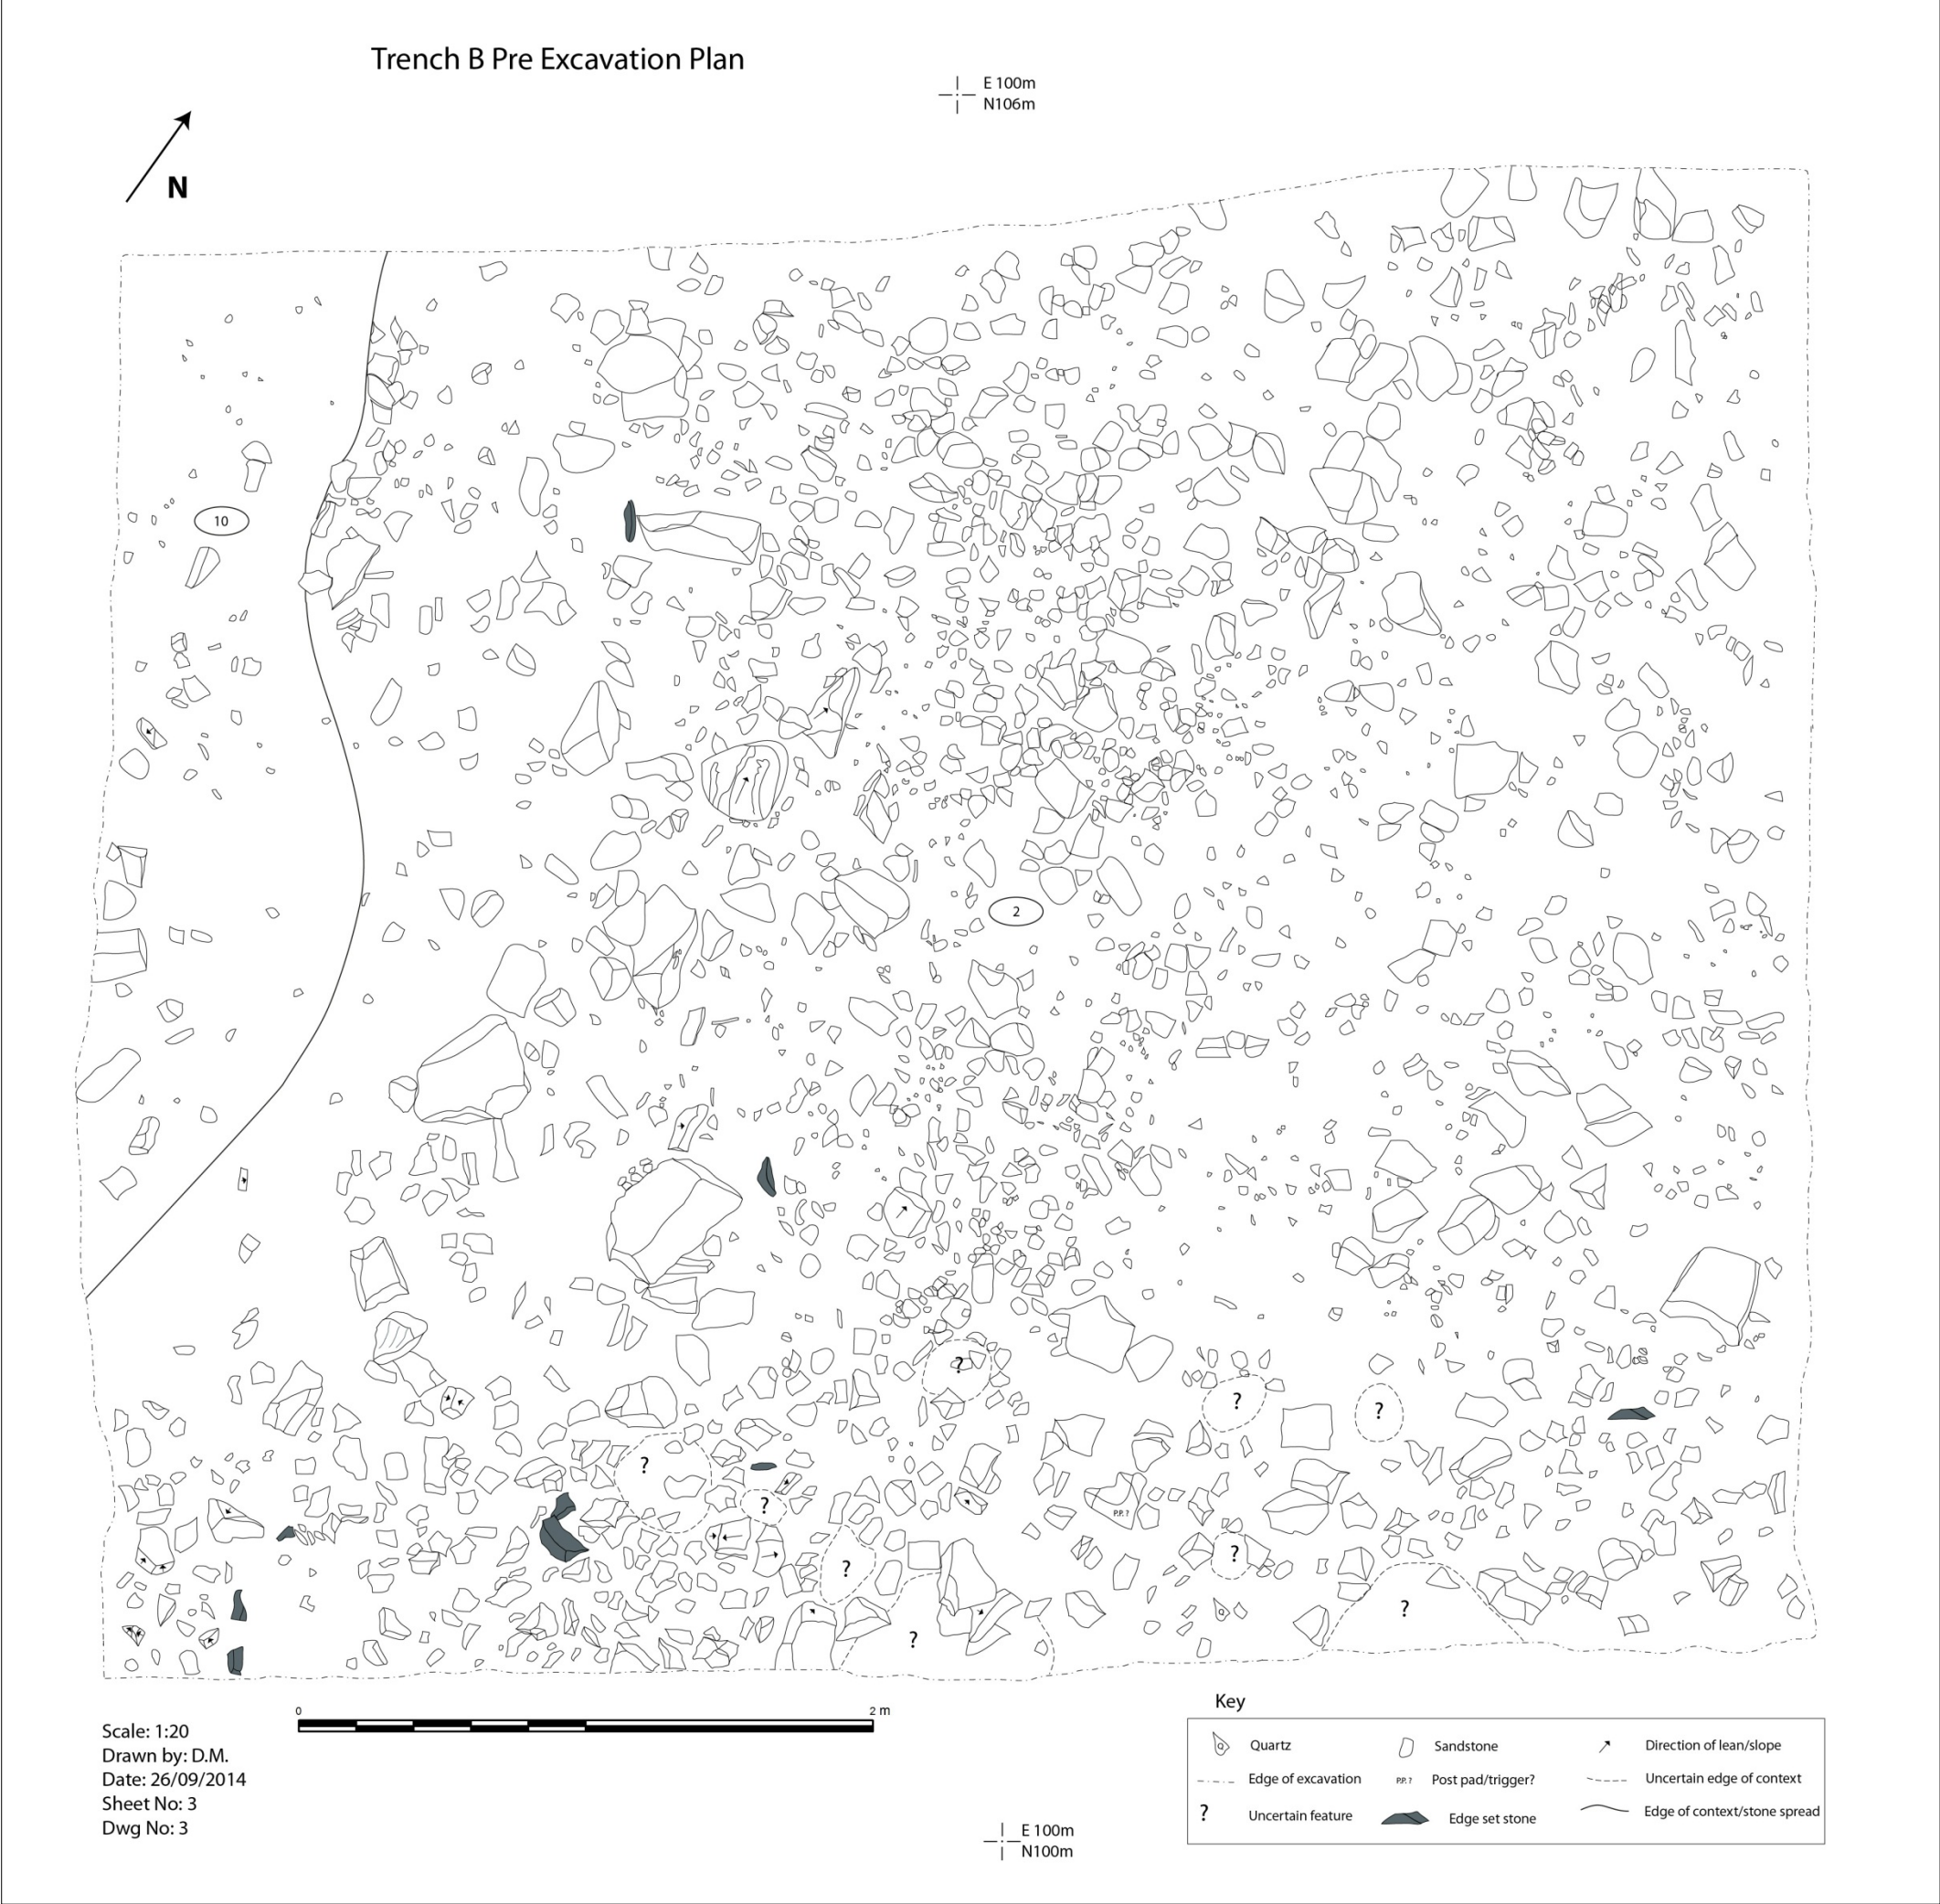 Trench B Pre Excavation Plan
E 100m
N106m
N
10
2
?
?
?
?
?
P.P. ?
?
?
?
?
Q
0
2 m
Scale: 1:20
Drawn by: D.M.
Date: 26/09/2014
Sheet No: 3
Dwg No: 3
E 100m
N100m
Key
Q Quartz
Sandstone
Direction of lean/slope
Edge of excavation
P.P. ? Post pad/trigger?
Uncertain edge of context
? Uncertain feature
Edge set stone
Edge of context/stone spread